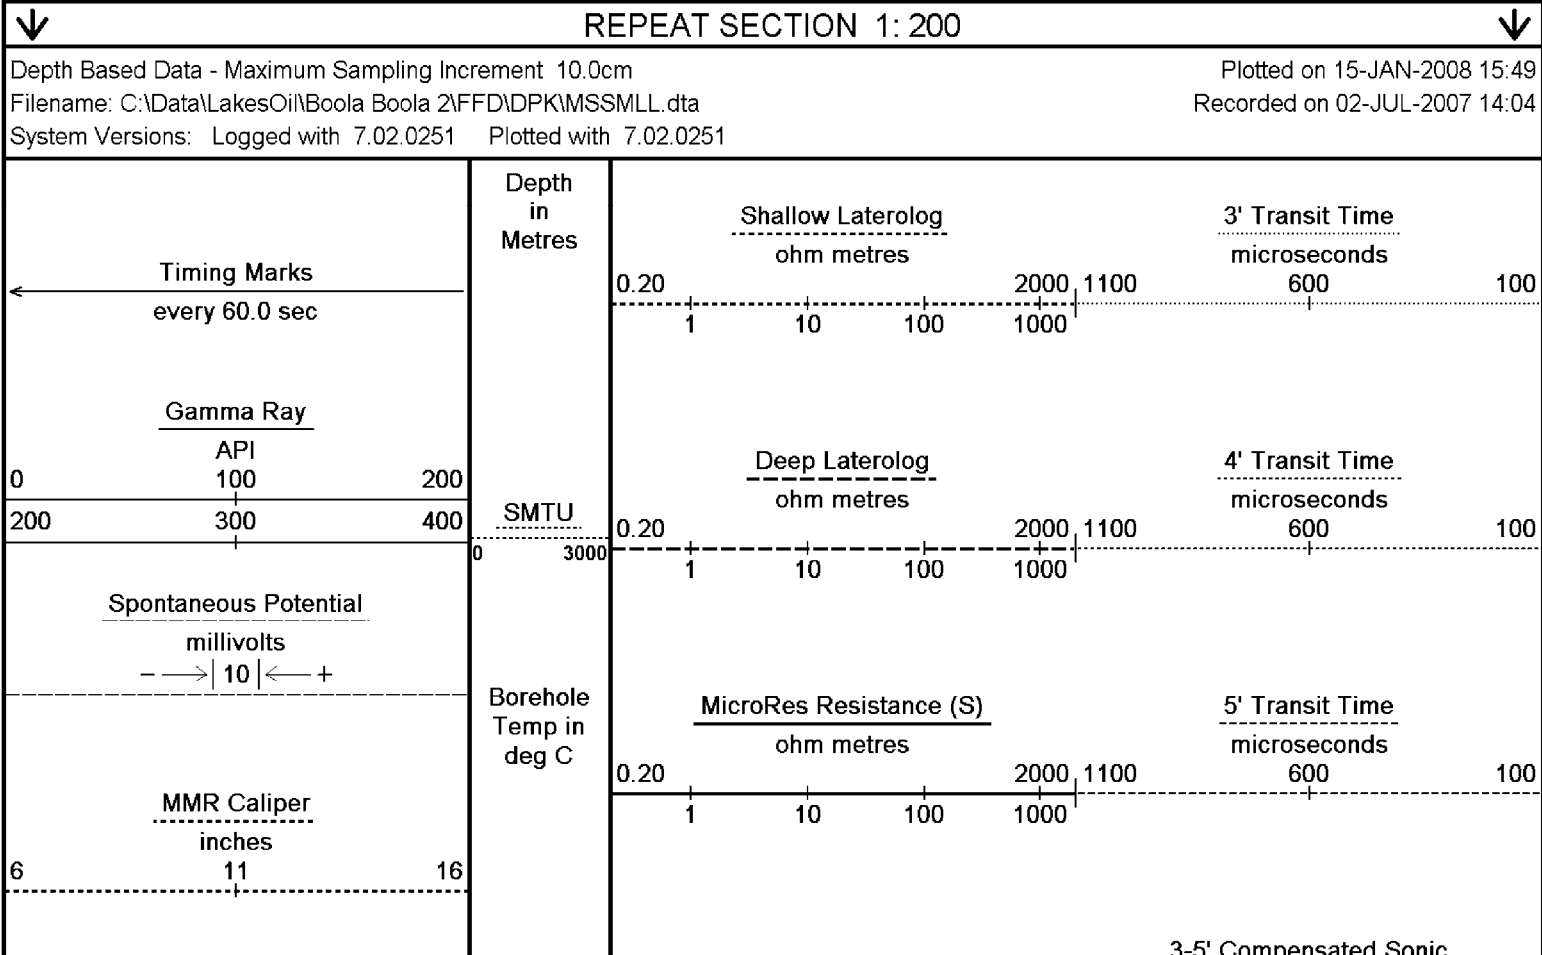 REPEAT SECTION 1: 200
Depth Based Data - Maximum Sampling Increment 10.0cm
Plotted on 15-JAN-2008 15:49
Filename: C:\Data\LakesOil\Boola Boola 2\FFD\DPK\MSSMLL.dta
Recorded on 02-JUL-2007 14:04
System Versions: Logged with 7.02.0251 Plotted with 7.02.0251
Timing Marks
every 60.0 sec
Gamma Ray
API
0 100 200
200 300 400
Spontaneous Potential
millivolts
- 10 +
MMR Caliper
inches
6 11 16
Depth
in
Metres
SMTU
0 3000
Borehole
Temp in
deg C
Shallow Laterolog
ohm metres
0.20 2000
1 10 100 1000
Deep Laterolog
ohm metres
0.20 2000
1 10 100 1000
MicroRes Resistance (S)
ohm metres
0.20 2000
1 10 100 1000
3' Transit Time
microseconds
1100 600 100
4' Transit Time
microseconds
1100 600 100
5' Transit Time
microseconds
1100 600 100
3-5' Compensated Sonic